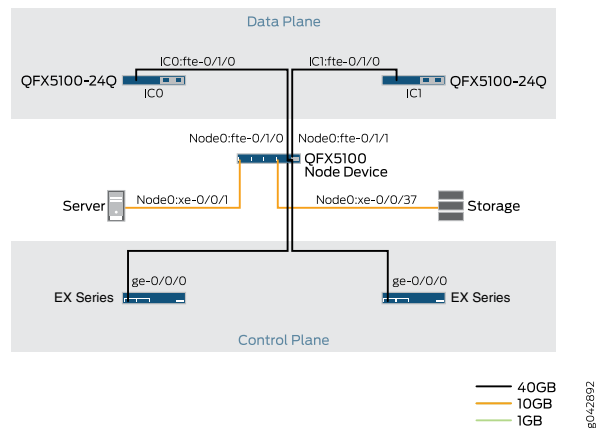 Data Plane
IC0:fte-0/1/0
IC1:fte-0/1/0
QFX5100-24Q
IC0
IC1
QFX5100-24Q
Node0:fte-0/1/0
Node0:fte-0/1/1
QFX5100
Node Device
Server
Node0:xe-0/0/1
Node0:xe-0/0/37
Storage
ge-0/0/0
ge-0/0/0
EX Series
EX Series
Control Plane
40GB
10GB
1GB
g042892